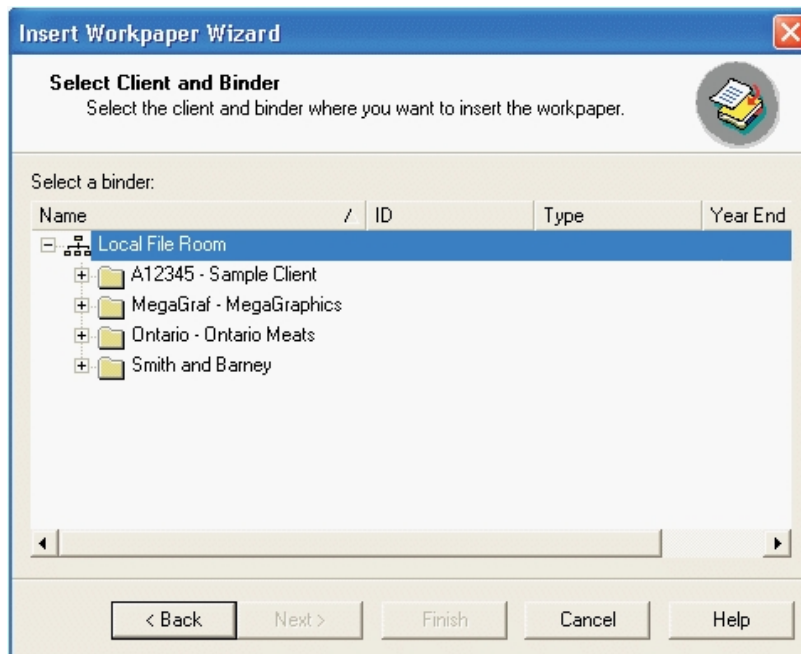 Insert Workpaper Wizard
Select Client and Binder
Select the client and binder where you want to insert the workpaper.
Select a binder:
Name / ID Type Year End
Local File Room
A12345 - Sample Client
MegaGraf - MegaGraphics
Ontario - Ontario Meats
Smith and Barney
< Back Next > Finish Cancel Help